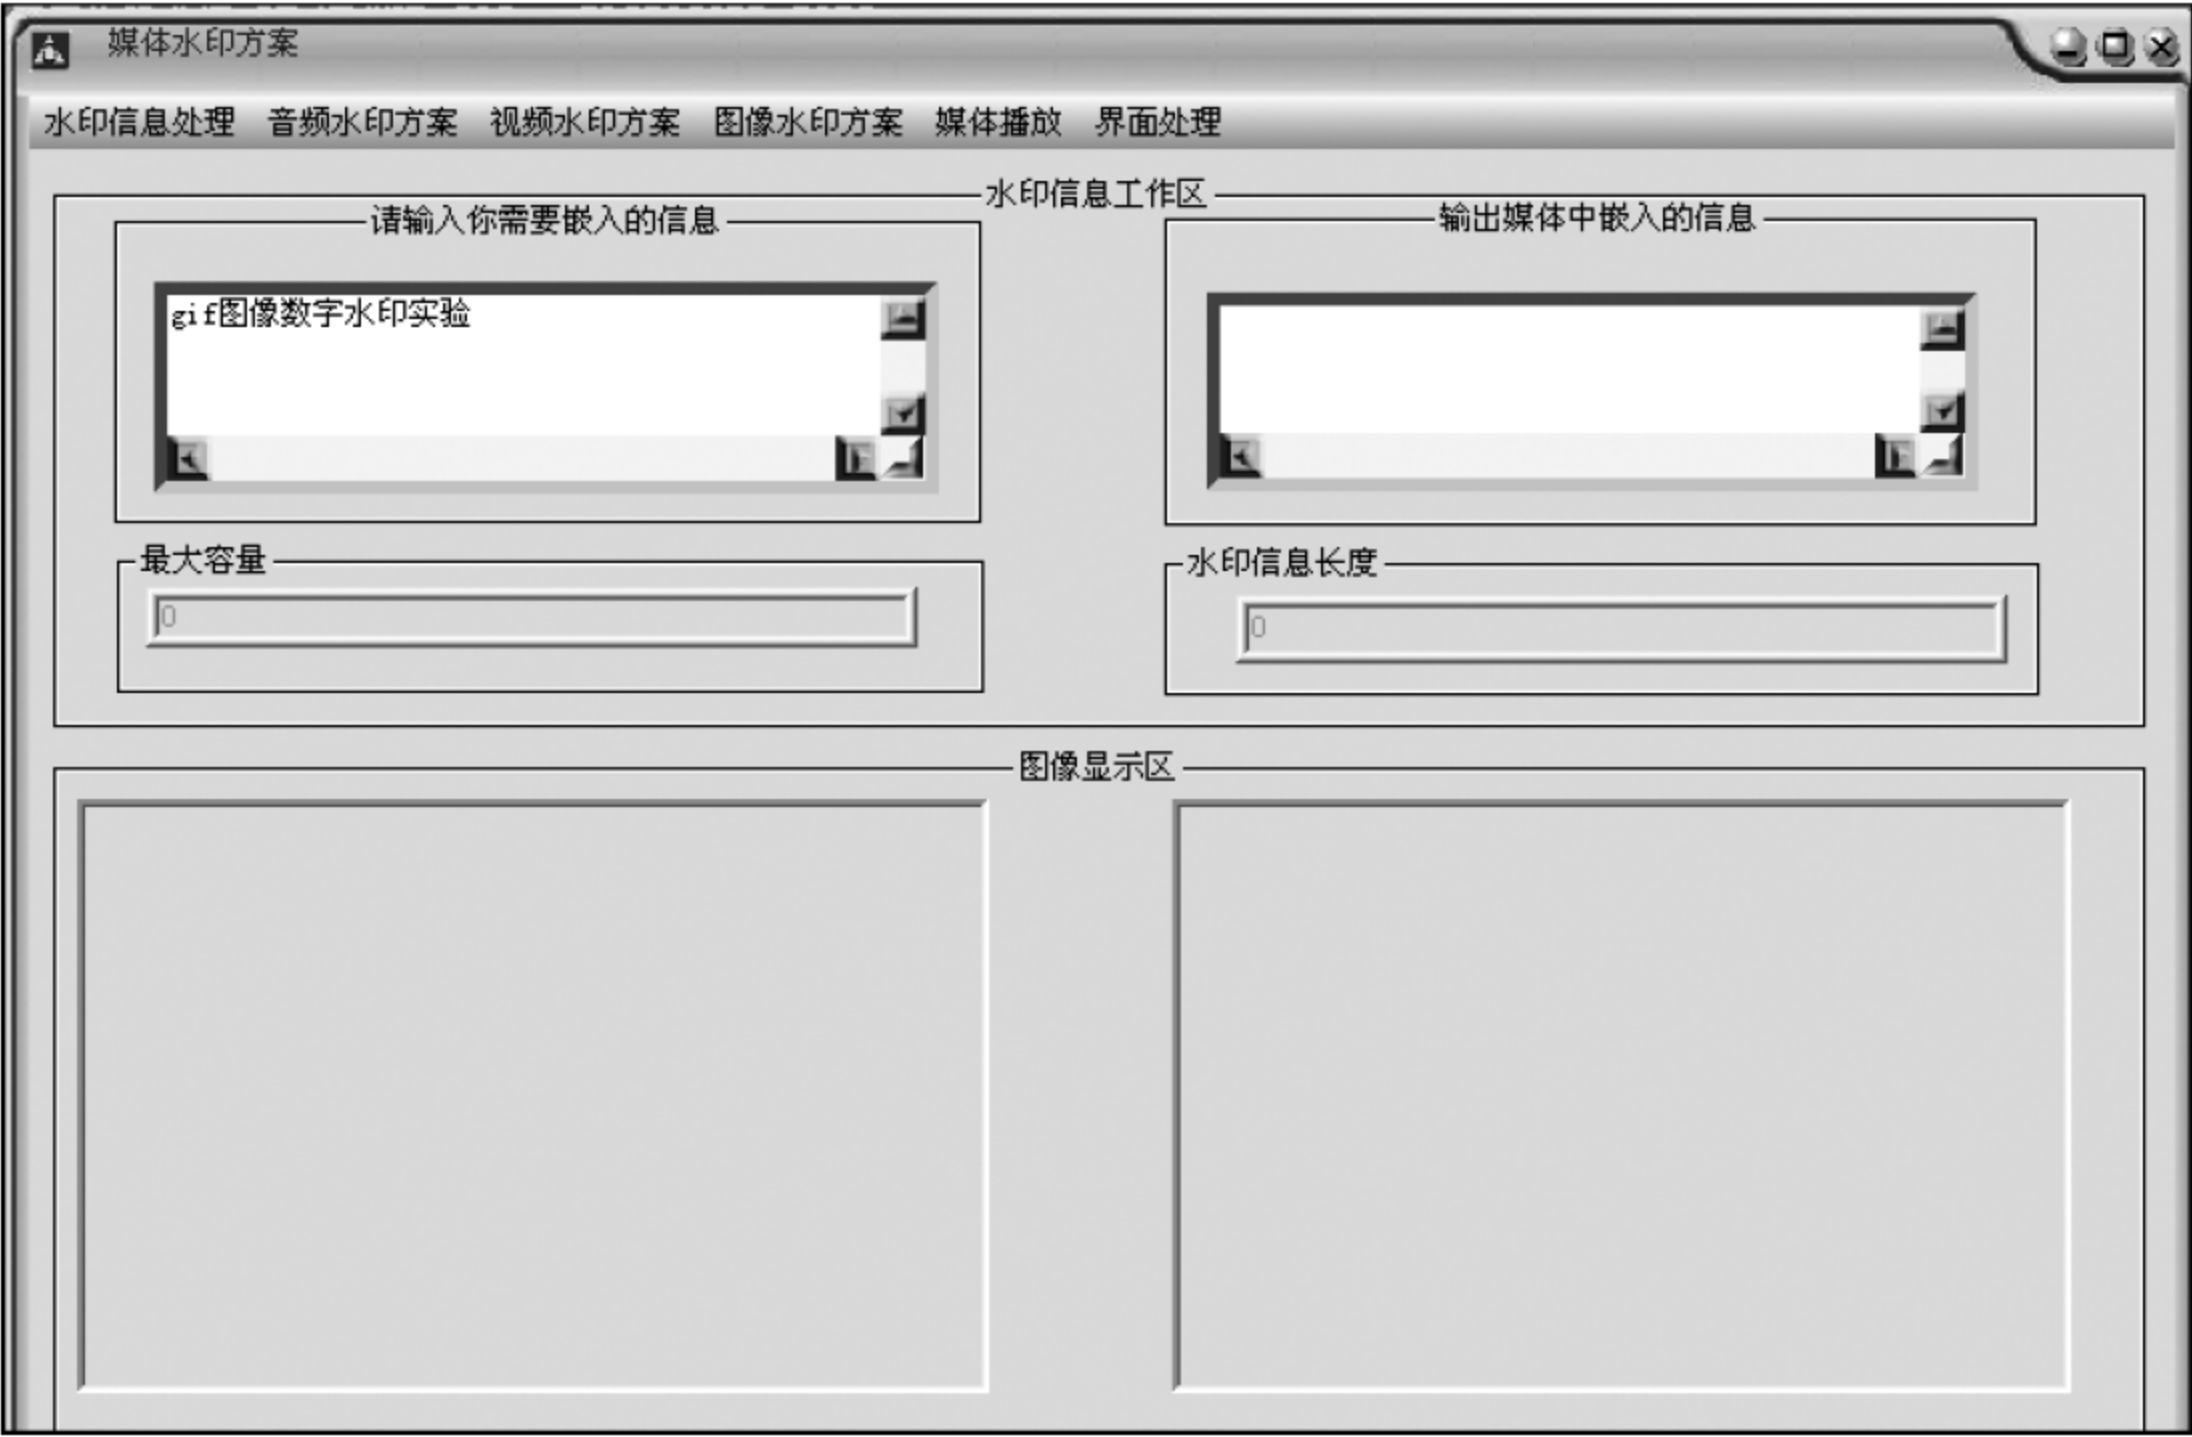 媒体水印方案
水印信息处理 音频水印方案 视频水印方案 图像水印方案 媒体播放 界面处理
水印信息工作区
请输入你需要嵌入的信息
输出媒体中嵌入的信息
gif图像数字水印实验
最大容量
水印信息长度
0
0
图像显示区